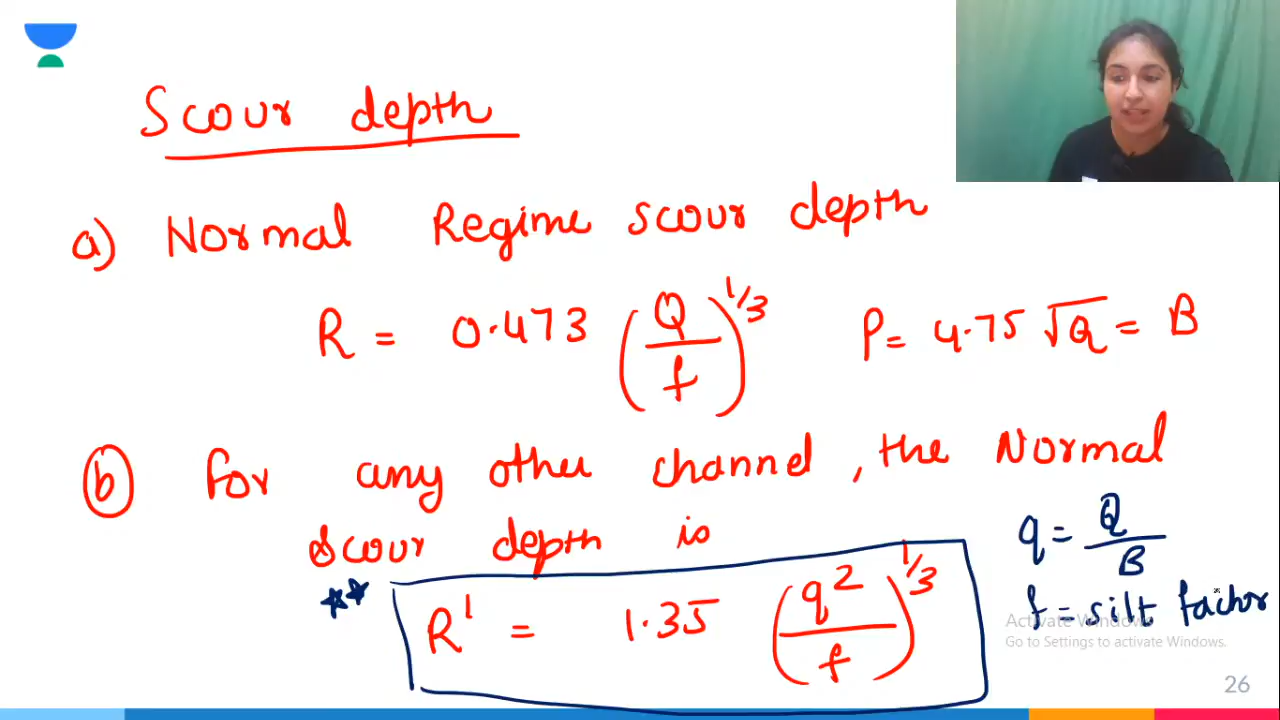 Scour depth
a) Normal Regime scour depth
R = 0.473 (Q/f)^1/3 P = 4.75 √Q = B
b) For any other channel, the Normal
Scour depth is
q = Q/B
** R' = 1.35 (q²/f)^1/3
f = silt factor
Activate Windows
Go to Settings to activate Windows.
26